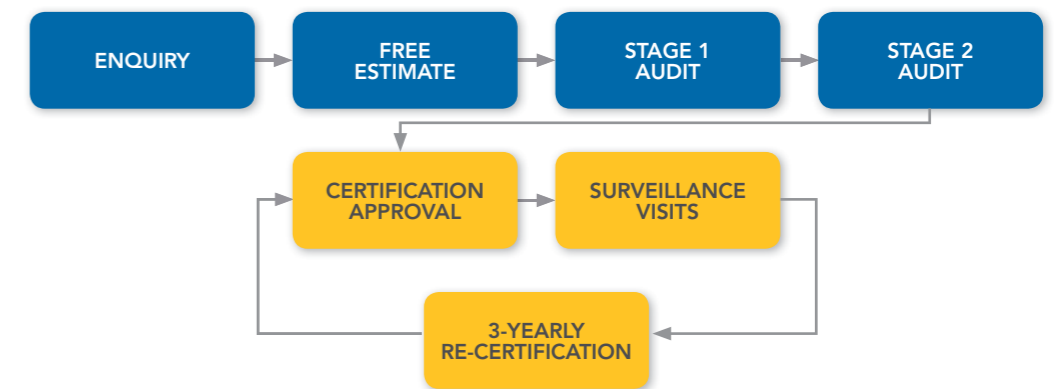 ENQUIRY
FREE
ESTIMATE
STAGE 1
AUDIT
STAGE 2
AUDIT
CERTIFICATION
APPROVAL
SURVEILLANCE
VISITS
3-YEARLY
RE-CERTIFICATION